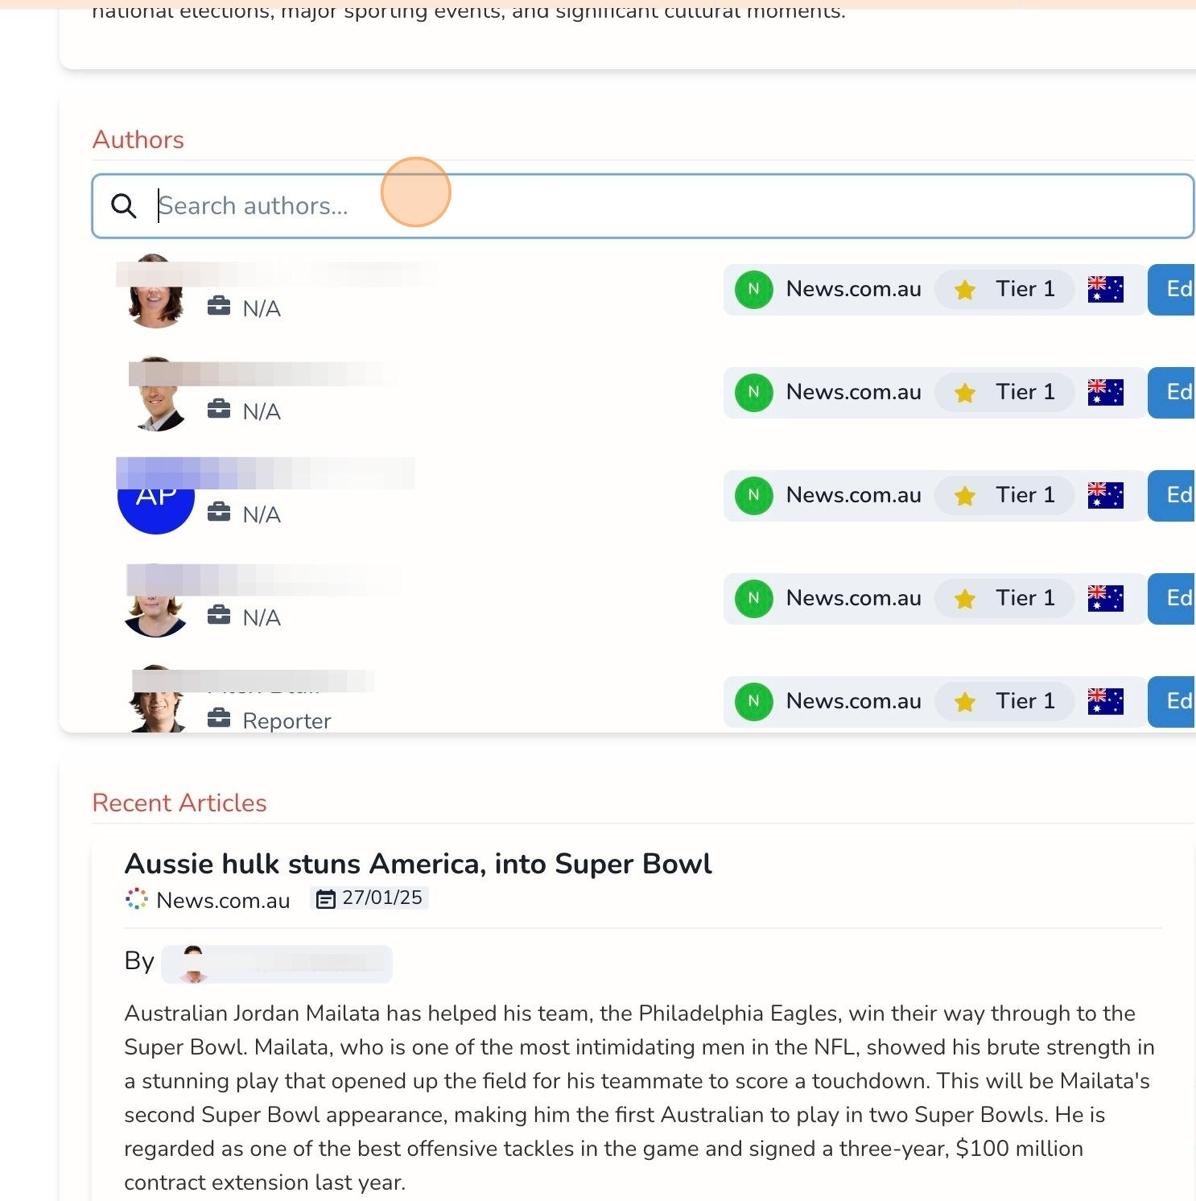 national elections, major sporting events, and significant cultural moments.
Authors
Search authors...
N/A
N News.com.au Tier 1 Ed
N/A
N News.com.au Tier 1 Ed
AP
N/A
N News.com.au Tier 1 Ed
N/A
N News.com.au Tier 1 Ed
Reporter
N News.com.au Tier 1 Ed
Recent Articles
Aussie hulk stuns America, into Super Bowl
News.com.au 27/01/25
By
Australian Jordan Mailata has helped his team, the Philadelphia Eagles, win their way through to the
Super Bowl. Mailata, who is one of the most intimidating men in the NFL, showed his brute strength in
a stunning play that opened up the field for his teammate to score a touchdown. This will be Mailata's
second Super Bowl appearance, making him the first Australian to play in two Super Bowls. He is
regarded as one of the best offensive tackles in the game and signed a three-year, $100 million
contract extension last year.